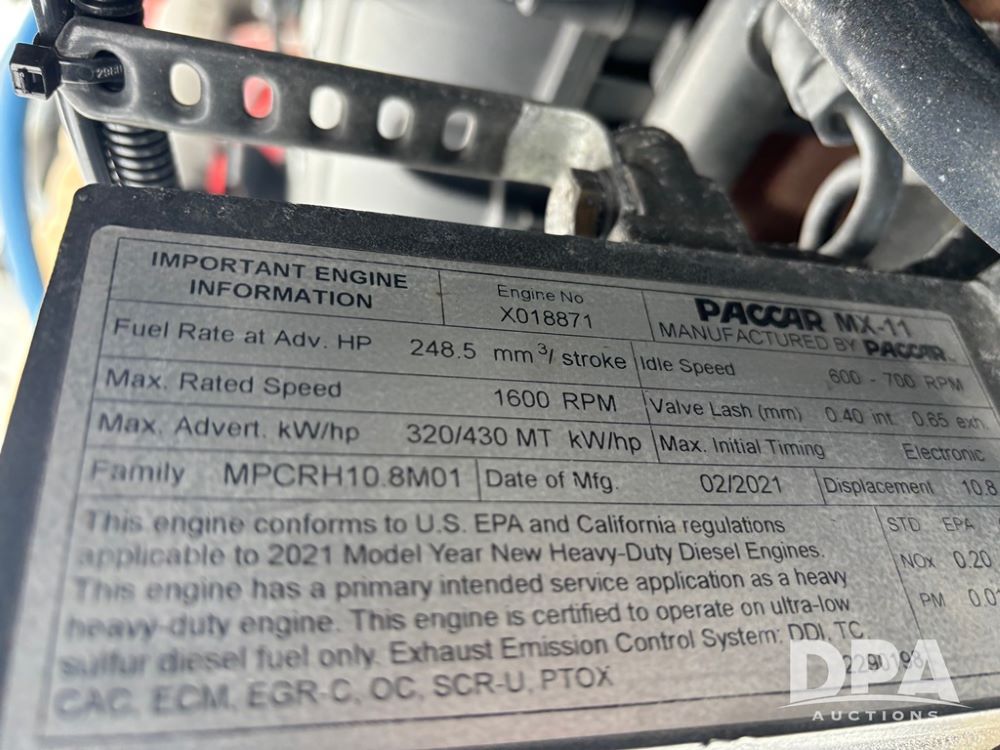 IMPORTANT ENGINE
INFORMATION
Engine No
X018871
PACCAR MX-11
MANUFACTURED BY PACCAR
Fuel Rate at Adv. HP 248.5 mm³/ stroke
Idle Speed 600 - 700 RPM
Max. Rated Speed 1600 RPM
Valve Lash (mm) 0.40 int. 0.65 exh.
Max. Advert. kW/hp 320/430 MT kW/hp
Max. Initial Timing Electronic
Family MPCRH10.8M01
Date of Mfg. 02/2021
Displacement 10.8
This engine conforms to U.S. EPA and California regulations
applicable to 2021 Model Year New Heavy-Duty Diesel Engines.
This engine has a primary intended service application as a heavy
heavy-duty engine. This engine is certified to operate on ultra-low
sulfur diesel fuel only. Exhaust Emission Control System: DDI, TC,
CAC, ECM, EGR-C, OC, SCR-U, PTOX
STD EPA
NOx 0.20
PM
2290198
DPA
AUCTIONS